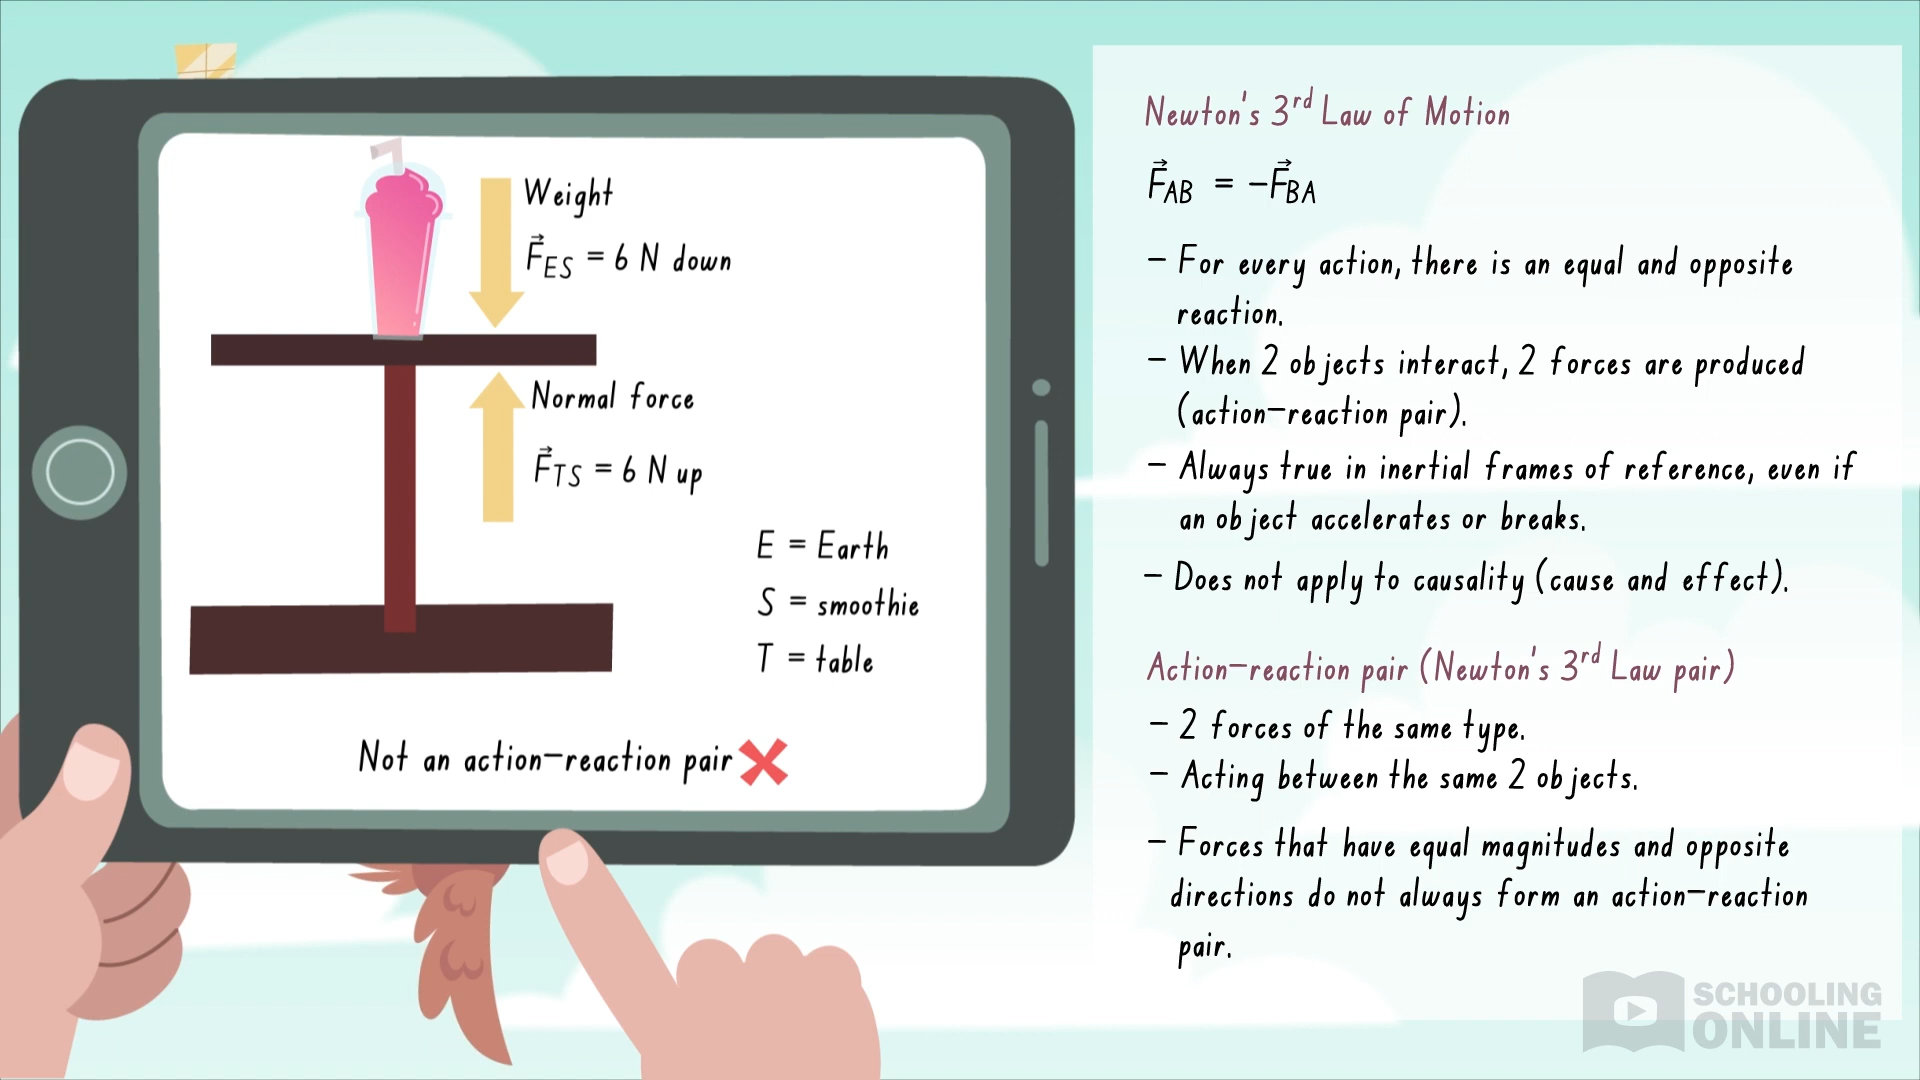 Weight
F⃗ES = 6 N down
Normal force
F⃗TS = 6 N up
E = Earth
S = smoothie
T = table
Not an action–reaction pair
Newton's 3rd Law of Motion
F⃗AB = –F⃗BA
– For every action, there is an equal and opposite
reaction.
– When 2 objects interact, 2 forces are produced
(action–reaction pair).
– Always true in inertial frames of reference, even if
an object accelerates or breaks.
– Does not apply to causality (cause and effect).
Action–reaction pair (Newton's 3rd Law pair)
– 2 forces of the same type.
– Acting between the same 2 objects.
– Forces that have equal magnitudes and opposite
directions do not always form an action–reaction
pair.
SCHOOLING
ONLINE